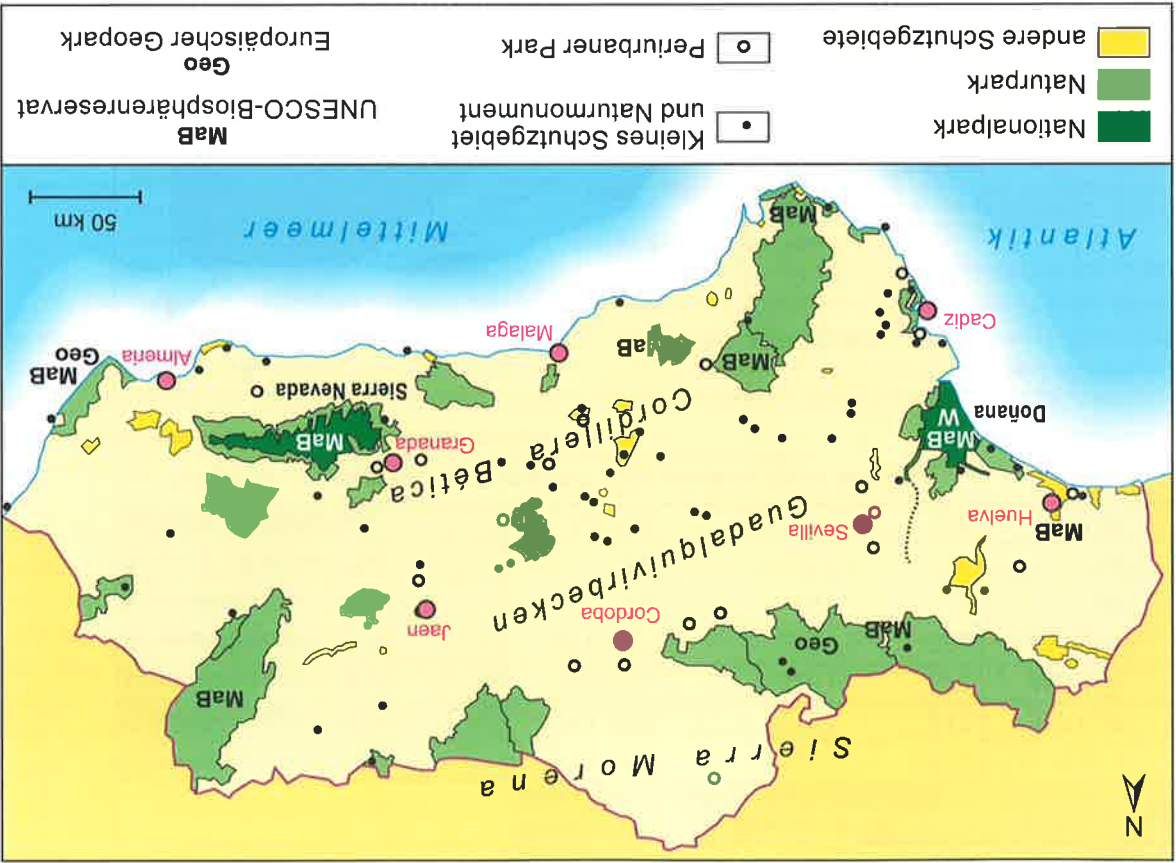 N
Sierra Morena
MaB
Geo
MaB
Jaen
Cordoba
Guadalquivirbecken
MaB
Huelva
Sevilla
Cordillera Bética
Granada
Doñana
MaB
W
MaB
Sierra Nevada
MaB
aB
Malaga
Almería
MaB
Geo
Cadiz
MaB
Atlantik
Mittelmeer
50 km
Nationalpark
Naturpark
andere Schutzgebiete
Kleines Schutzgebiet
und Naturmonument
Periurbaner Park
MaB
UNESCO-Biosphärenreservat
Geo
Europäischer Geopark